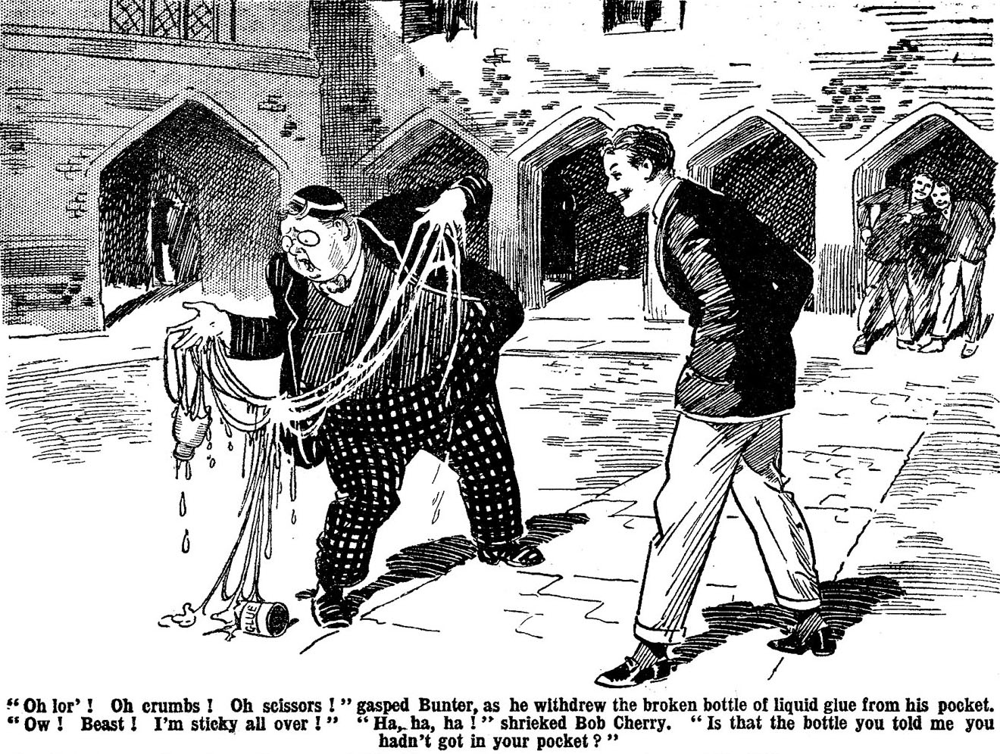 GLUE
"Oh lor'! Oh crumbs! Oh scissors!" gasped Bunter, as he withdrew the broken bottle of liquid glue from his pocket.
"Ow! Beast! I'm sticky all over!" "Ha, ha, ha!" shrieked Bob Cherry. "Is that the bottle you told me you
hadn't got in your pocket?"